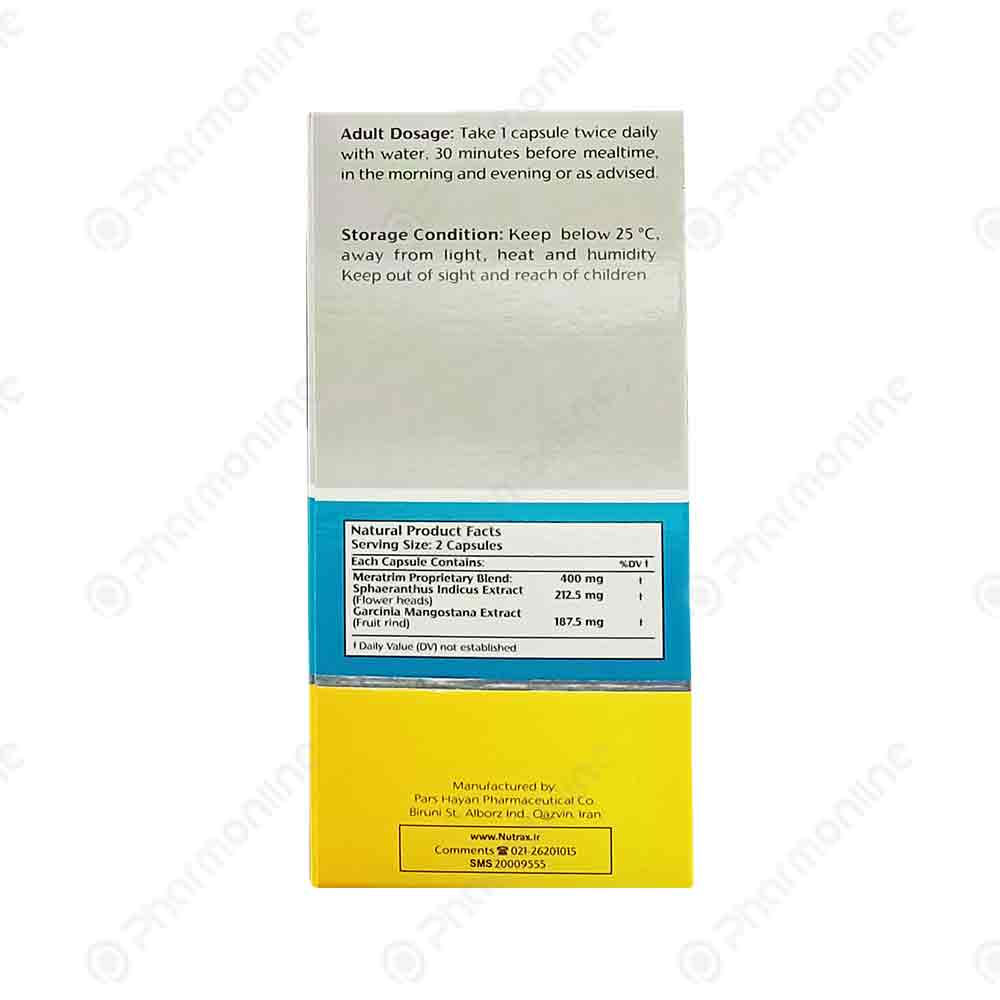 Adult Dosage: Take 1 capsule twice daily
with water, 30 minutes before mealtime,
in the morning and evening or as advised.
Storage Condition: Keep below 25 °C,
away from light, heat and humidity
Keep out of sight and reach of children
Natural Product Facts
Serving Size: 2 Capsules
Each Capsule Contains: %DV †
Meratrim Proprietary Blend: 400 mg †
Sphaeranthus Indicus Extract 212.5 mg †
(Flower heads)
Garcinia Mangostana Extract
(Fruit rind) 187.5 mg †
† Daily Value (DV) not established
Manufactured by:
Pars Hayan Pharmaceutical Co.
Biruni St., Alborz Ind., Qazvin, Iran.
www.Nutrax.ir
Comments ☎ 021-26201015
SMS 20009555
Pharmonline